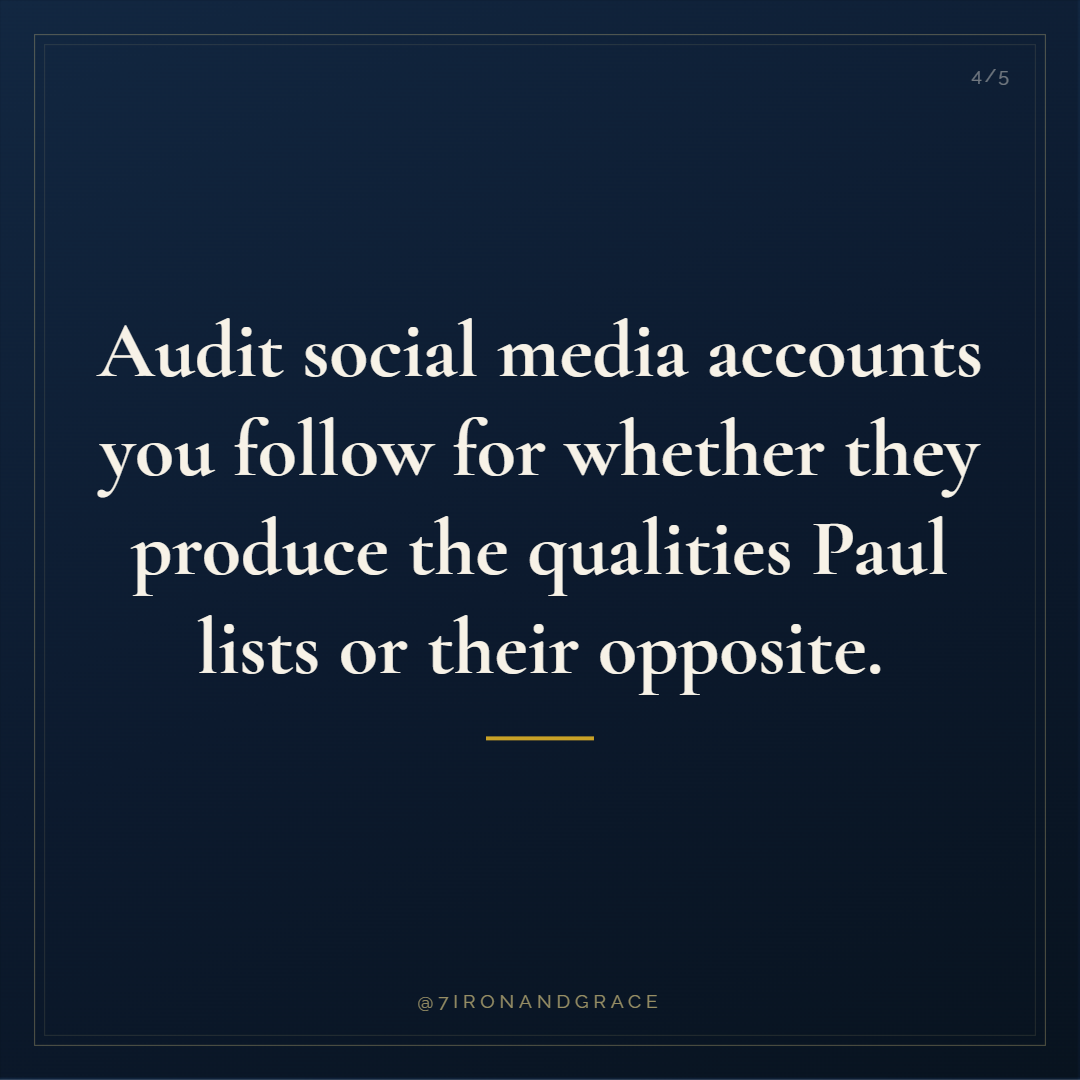 4/5
Audit social media accounts
you follow for whether they
produce the qualities Paul
lists or their opposite.
@7IRONANDGRACE